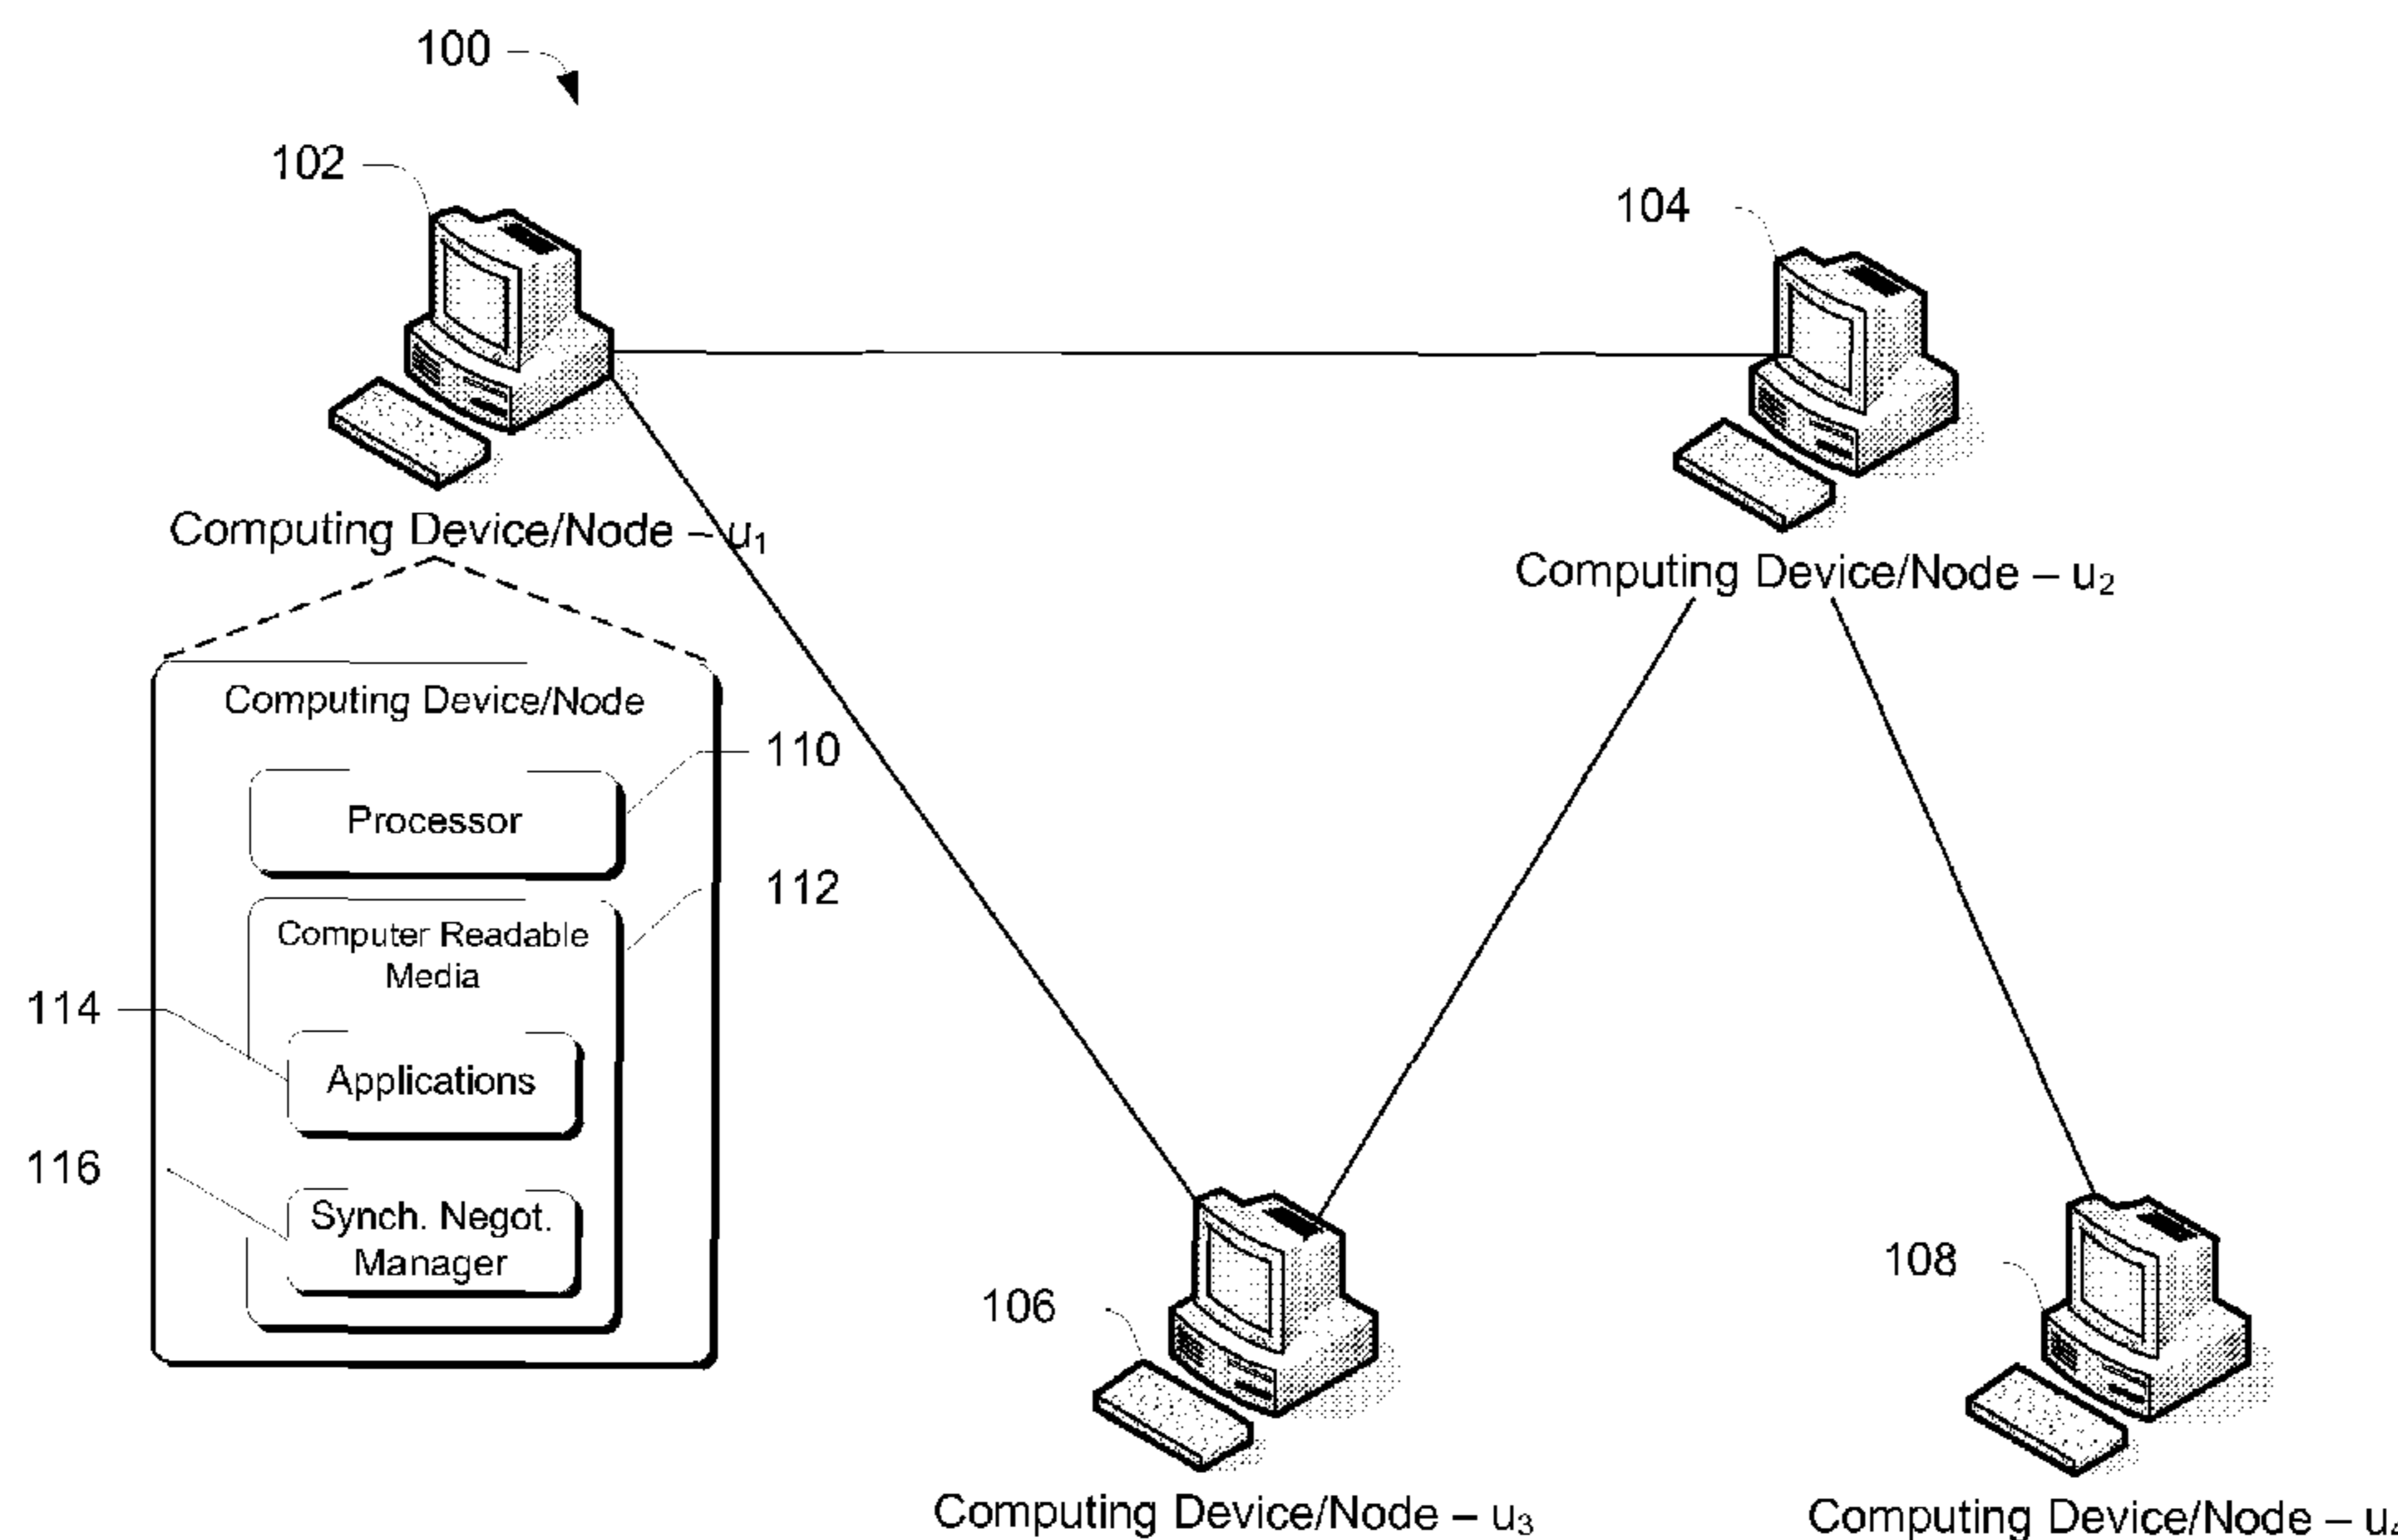 100
102
104
Computing Device/Node – u₁
Computing Device/Node – u₂
Computing Device/Node
110
Processor
112
Computer Readable
Media
114
Applications
116
Synch. Negot.
Manager
106
108
Computing Device/Node – u₃
Computing Device/Node – u₄